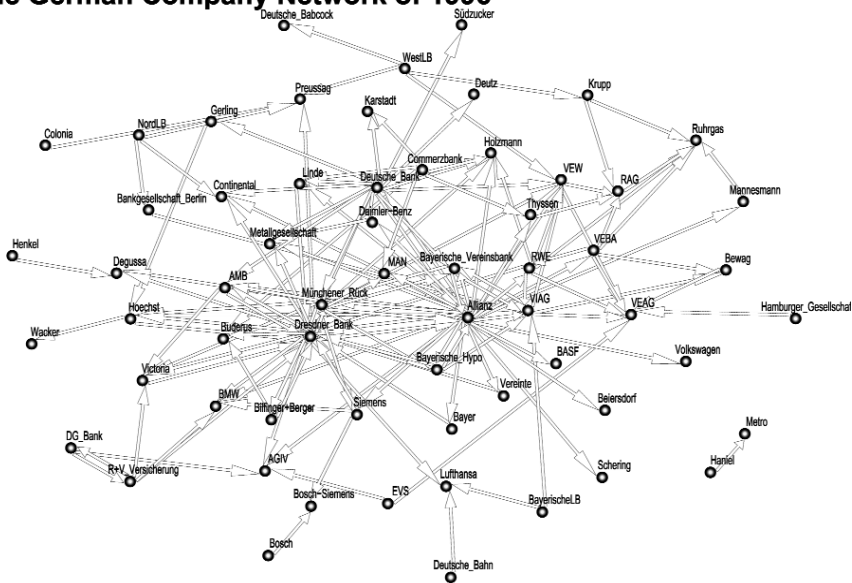 German Company Network
Deutsche_Babcock
Südzucker
WestLB
Preussag
Karstadt
Deutz
Krupp
Colonia
NordLB
Gerling
Holzmann
Ruhrgas
Commerzbank
VEW
RAG
Linde
Deutsche_Bank
Continental
Bankgesellschaft_Berlin
Daimler-Benz
Thyssen
Mannesmann
Metallgesellschaft
Henkel
Degussa
MAN
Bayerische_Vereinsbank
RWE
VEBA
Bewag
AMB
Münchener_Rück
Hoechst
Allianz
VIAG
VEAG
Hamburger_Gesellschaf
Wacker
Buderus
Dresdner_Bank
Bayerische_Hypo
BASF
Volkswagen
Victoria
BMW
Bilfinger+Berger
Siemens
Vereinte
Bayer
Beiersdorf
Metro
DG_Bank
R+V_Versicherung
AGIV
Lufthansa
Schering
Haniel
Bosch-Siemens
EVS
BayerischeLB
Bosch
Deutsche_Bahn